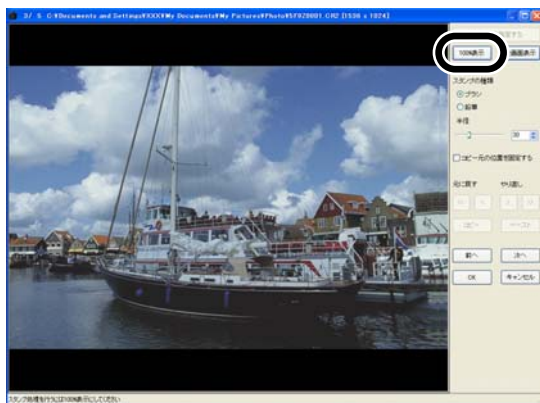 3/ 5 C:¥Documents and Settings¥XXX¥My Documents¥My Pictures¥Photo¥5F0Z0001.CR2 [1536 x 1024]
100%表示
画面表示
スタンプの種類
ブラシ
鉛筆
半径
30
コピー元の位置を固定する
元に戻す やり直し
コピー ペースト
前へ 次へ
OK キャンセル
スタンプ処理を行うには100%表示にしてください